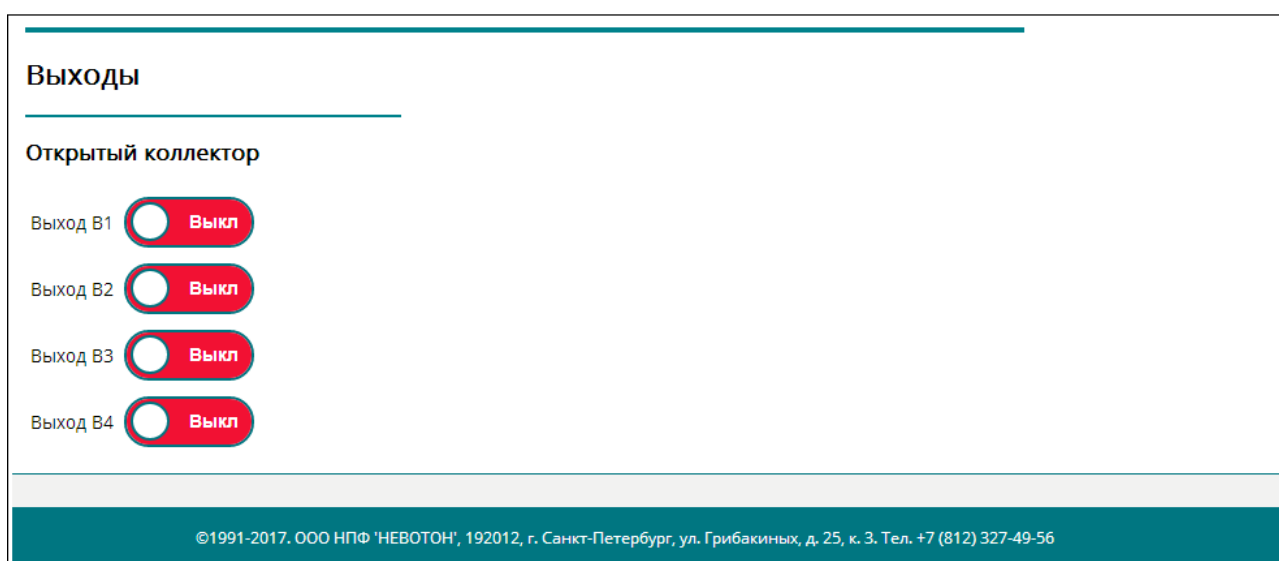 Выходы
Открытый коллектор
Выход В1 Выкл
Выход В2 Выкл
Выход В3 Выкл
Выход В4 Выкл
©1991-2017. ООО НПФ 'НЕВОТОН', 192012, г. Санкт-Петербург, ул. Грибакиных, д. 25, к. 3. Тел. +7 (812) 327-49-56